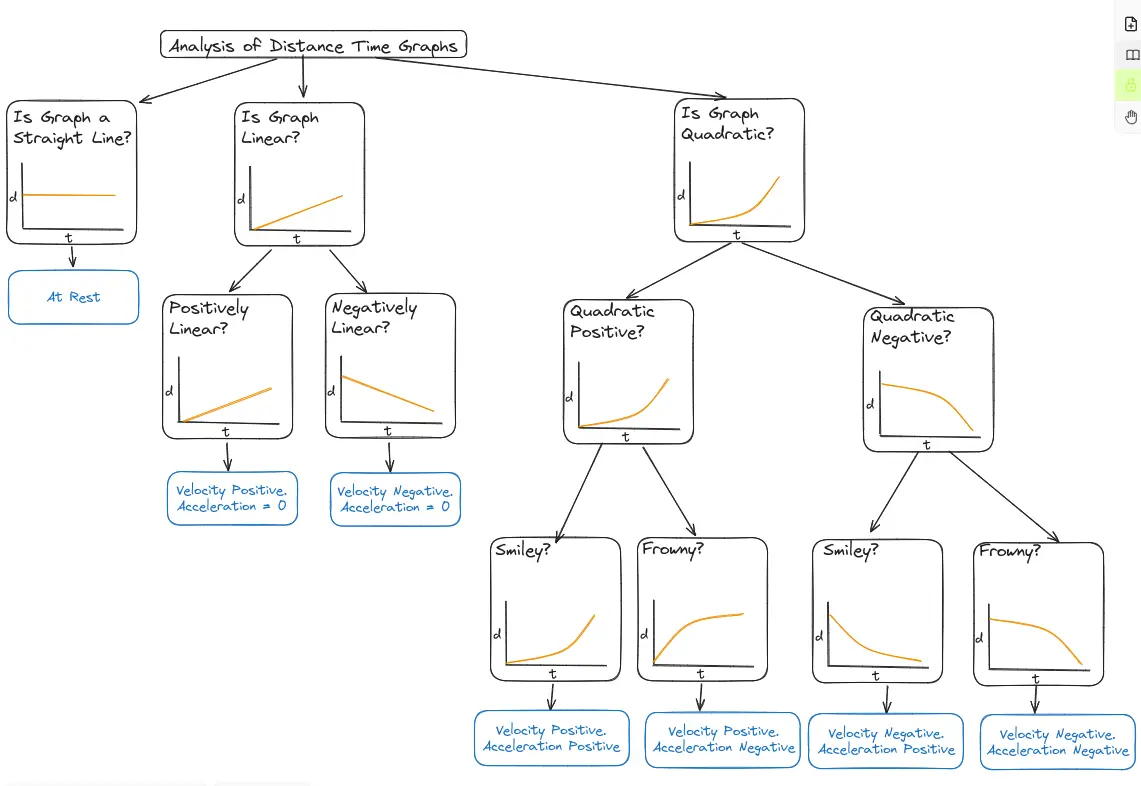 Analysis of Distance Time Graphs
Is Graph a
Straight Line?
d
t
At Rest
Is Graph
Linear?
d
t
Positively
Linear?
d
t
Velocity Positive.
Acceleration = 0
Negatively
Linear?
d
t
Velocity Negative.
Acceleration = 0
Is Graph
Quadratic?
d
t
Quadratic
Positive?
d
t
Smiley?
d
t
Velocity Positive.
Acceleration Positive
Frowny?
d
t
Velocity Positive.
Acceleration Negative
Quadratic
Negative?
d
t
Smiley?
d
t
Velocity Negative.
Acceleration Positive
Frowny?
d
t
Velocity Negative.
Acceleration Negative